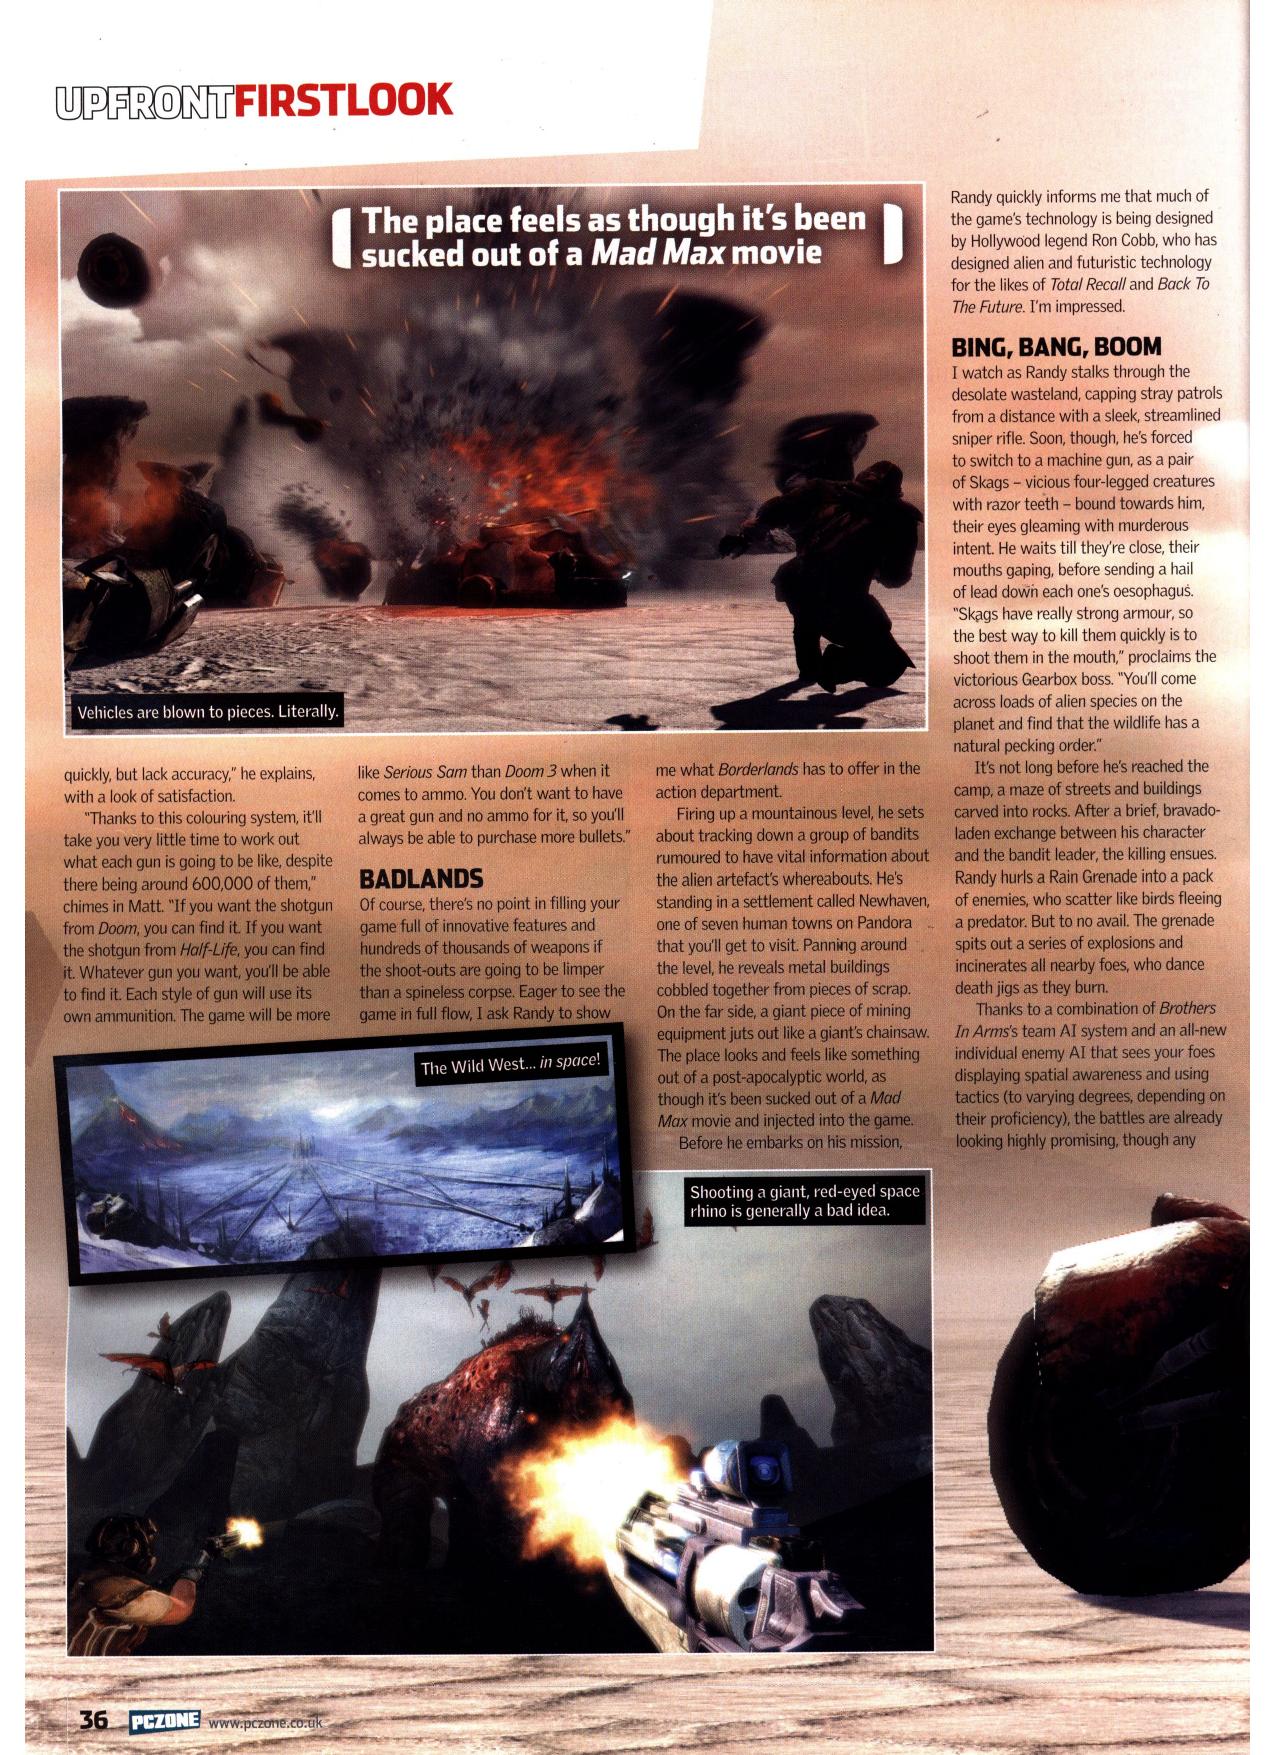 UPFRONTFIRSTLOOK
The place feels as though it's been
sucked out of a Mad Max movie
Vehicles are blown to pieces. Literally.
quickly, but lack accuracy," he explains,
with a look of satisfaction.
"Thanks to this colouring system, it'll
take you very little time to work out
what each gun is going to be like, despite
there being around 600,000 of them,"
chimes in Matt. "If you want the shotgun
from Doom, you can find it. If you want
the shotgun from Half-Life, you can find
it. Whatever gun you want, you'll be able
to find it. Each style of gun will use its
own ammunition. The game will be more
like Serious Sam than Doom 3 when it
comes to ammo. You don't want to have
a great gun and no ammo for it, so you'll
always be able to purchase more bullets."
BADLANDS
Of course, there's no point in filling your
game full of innovative features and
hundreds of thousands of weapons if
the shoot-outs are going to be limper
than a spineless corpse. Eager to see the
game in full flow, I ask Randy to show
me what Borderlands has to offer in the
action department.
Firing up a mountainous level, he sets
about tracking down a group of bandits
rumoured to have vital information about
the alien artefact's whereabouts. He's
standing in a settlement called Newhaven,
one of seven human towns on Pandora
that you'll get to visit. Panning around
the level, he reveals metal buildings
cobbled together from pieces of scrap.
On the far side, a giant piece of mining
equipment juts out like a giant's chainsaw.
The place looks and feels like something
out of a post-apocalyptic world, as
though it's been sucked out of a Mad
Max movie and injected into the game.
Before he embarks on his mission,
Randy quickly informs me that much of
the game's technology is being designed
by Hollywood legend Ron Cobb, who has
designed alien and futuristic technology
for the likes of Total Recall and Back To
The Future. I'm impressed.
BING, BANG, BOOM
I watch as Randy stalks through the
desolate wasteland, capping stray patrols
from a distance with a sleek, streamlined
sniper rifle. Soon, though, he's forced
to switch to a machine gun, as a pair
of Skags – vicious four-legged creatures
with razor teeth – bound towards him,
their eyes gleaming with murderous
intent. He waits till they're close, their
mouths gaping, before sending a hail
of lead down each one's oesophagus.
"Skags have really strong armour, so
the best way to kill them quickly is to
shoot them in the mouth," proclaims the
victorious Gearbox boss. "You'll come
across loads of alien species on the
planet and find that the wildlife has a
natural pecking order."
It's not long before he's reached the
camp, a maze of streets and buildings
carved into rocks. After a brief, bravado-
laden exchange between his character
and the bandit leader, the killing ensues.
Randy hurls a Rain Grenade into a pack
of enemies, who scatter like birds fleeing
a predator. But to no avail. The grenade
spits out a series of explosions and
incinerates all nearby foes, who dance
death jigs as they burn.
Thanks to a combination of Brothers
In Arms's team AI system and an all-new
individual enemy AI that sees your foes
displaying spatial awareness and using
tactics (to varying degrees, depending on
their proficiency), the battles are already
looking highly promising, though any
The Wild West... in space!
Shooting a giant, red-eyed space
rhino is generally a bad idea.
36 PCZONE www.pczone.co.uk